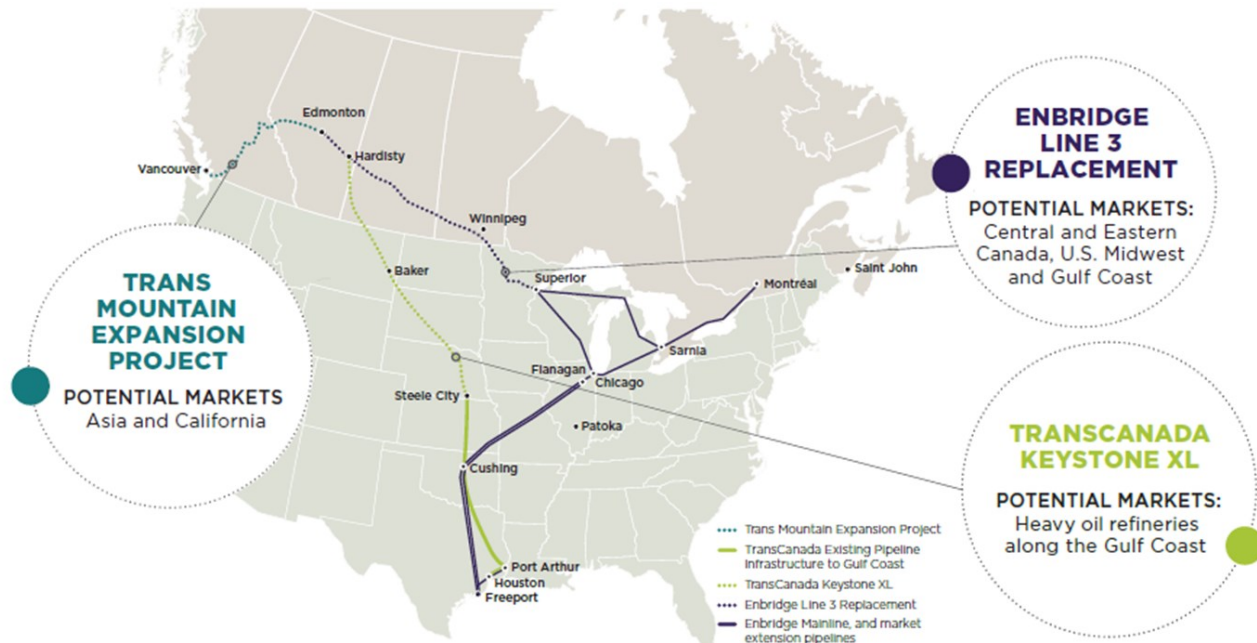 Edmonton
Hardisty
Vancouver
Winnipeg
Baker
Superior
Montréal
Saint John
Sarnia
Flanagan
Chicago
Steele City
Patoka
Cushing
Port Arthur
Houston
Freeport
TRANS
MOUNTAIN
EXPANSION
PROJECT
POTENTIAL MARKETS
Asia and California
ENBRIDGE
LINE 3
REPLACEMENT
POTENTIAL MARKETS:
Central and Eastern
Canada, U.S. Midwest
and Gulf Coast
TRANSCANADA
KEYSTONE XL
POTENTIAL MARKETS:
Heavy oil refineries
along the Gulf Coast
Trans Mountain Expansion Project
TransCanada Existing Pipeline
Infrastructure to Gulf Coast
TransCanada Keystone XL
Enbridge Line 3 Replacement
Enbridge Mainline, and market
extension pipelines